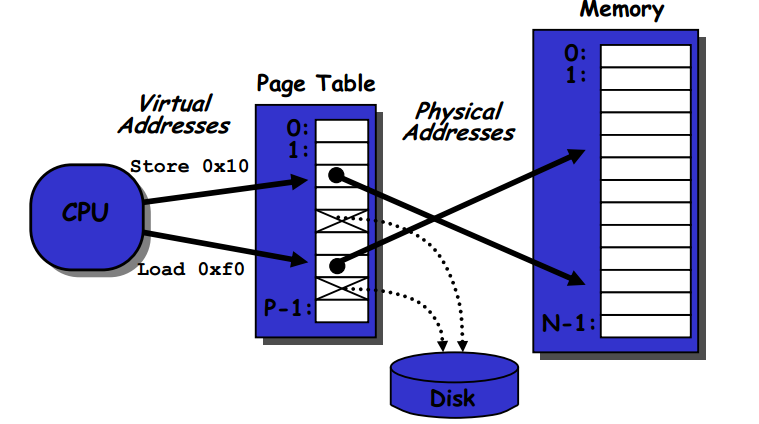 Memory
0:
1:
N-1:
Page Table
0:
1:
P-1:
Virtual
Addresses
Physical
Addresses
Store 0x10
CPU
Load 0xf0
Disk